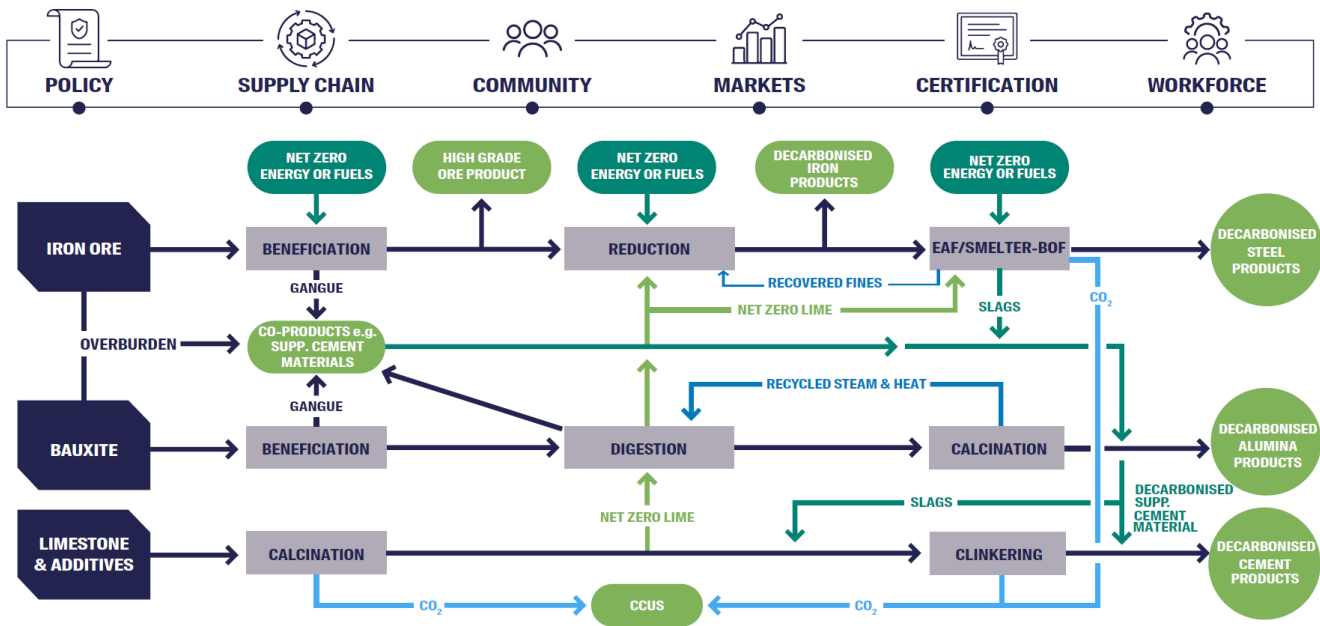 POLICY
SUPPLY CHAIN
COMMUNITY
MARKETS
CERTIFICATION
WORKFORCE
NET ZERO
ENERGY OR FUELS
HIGH GRADE
ORE PRODUCT
NET ZERO
ENERGY OR FUELS
DECARBONISED
IRON
PRODUCTS
NET ZERO
ENERGY OR FUELS
IRON ORE
BENEFICIATION
REDUCTION
EAF/SMELTER-BOF
DECARBONISED
STEEL
PRODUCTS
GANGUE
RECOVERED FINES
NET ZERO LIME
SLAGS
CO₂
OVERBURDEN
CO-PRODUCTS e.g.
SUPP. CEMENT
MATERIALS
GANGUE
RECYCLED STEAM & HEAT
BAUXITE
BENEFICIATION
DIGESTION
CALCINATION
DECARBONISED
ALUMINA
PRODUCTS
NET ZERO LIME
SLAGS
DECARBONISED
SUPP.
CEMENT
MATERIAL
LIMESTONE
& ADDITIVES
CALCINATION
CLINKERING
DECARBONISED
CEMENT
PRODUCTS
CO₂
CCUS
CO₂